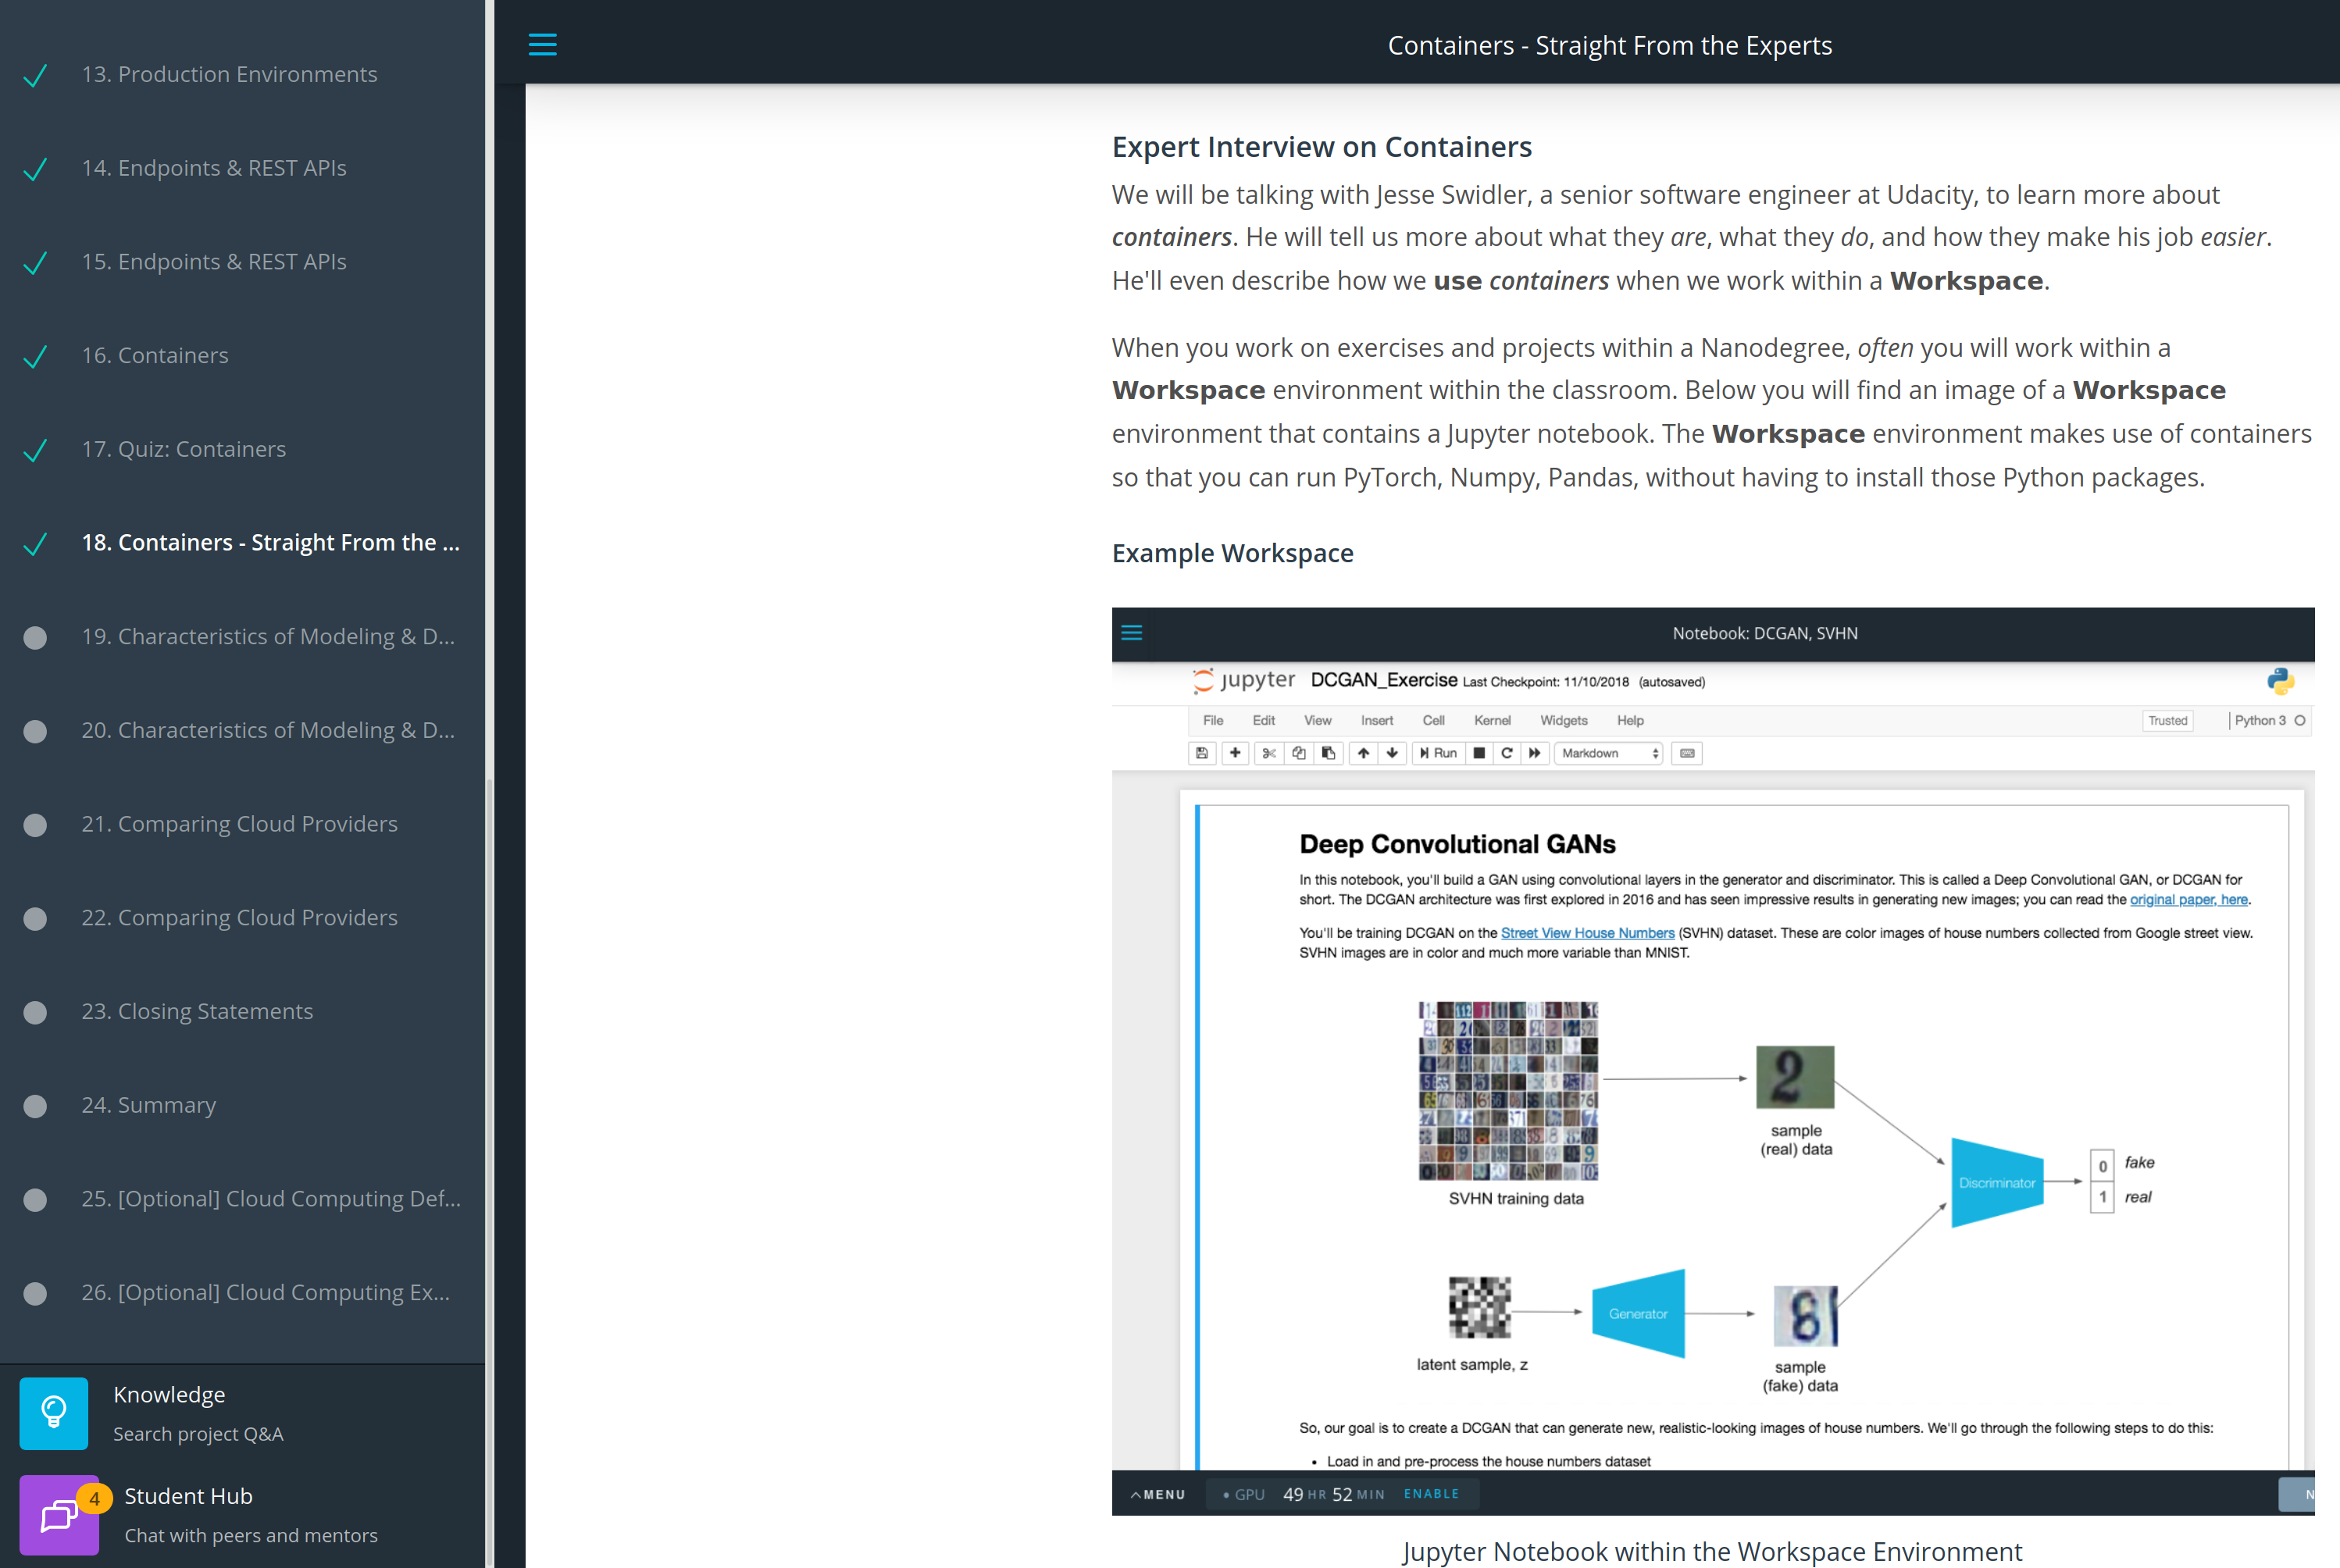 13. Production Environments
14. Endpoints & REST APIs
15. Endpoints & REST APIs
16. Containers
17. Quiz: Containers
18. Containers - Straight From the ...
19. Characteristics of Modeling & D...
20. Characteristics of Modeling & D...
21. Comparing Cloud Providers
22. Comparing Cloud Providers
23. Closing Statements
24. Summary
25. [Optional] Cloud Computing Def...
26. [Optional] Cloud Computing Ex...
Knowledge
Search project Q&A
4
Student Hub
Chat with peers and mentors
Containers - Straight From the Experts
Expert Interview on Containers
We will be talking with Jesse Swidler, a senior software engineer at Udacity, to learn more about
containers. He will tell us more about what they are, what they do, and how they make his job easier.
He'll even describe how we use containers when we work within a Workspace.
When you work on exercises and projects within a Nanodegree, often you will work within a
Workspace environment within the classroom. Below you will find an image of a Workspace
environment that contains a Jupyter notebook. The Workspace environment makes use of containers
so that you can run PyTorch, Numpy, Pandas, without having to install those Python packages.
Example Workspace
Notebook: DCGAN, SVHN
jupyter DCGAN_Exercise Last Checkpoint: 11/10/2018 (autosaved)
File Edit View Insert Cell Kernel Widgets Help Trusted Python 3
Run Markdown
Deep Convolutional GANs
In this notebook, you'll build a GAN using convolutional layers in the generator and discriminator. This is called a Deep Convolutional GAN, or DCGAN for
short. The DCGAN architecture was first explored in 2016 and has seen impressive results in generating new images; you can read the original paper, here.
You'll be training DCGAN on the Street View House Numbers (SVHN) dataset. These are color images of house numbers collected from Google street view.
SVHN images are in color and much more variable than MNIST.
2
sample
(real) data
SVHN training data
Discriminator
0 fake
1 real
Generator
8
latent sample, z
sample
(fake) data
So, our goal is to create a DCGAN that can generate new, realistic-looking images of house numbers. We'll go through the following steps to do this:
• Load in and pre-process the house numbers dataset
MENU • GPU 49 HR 52 MIN ENABLE N
Jupyter Notebook within the Workspace Environment